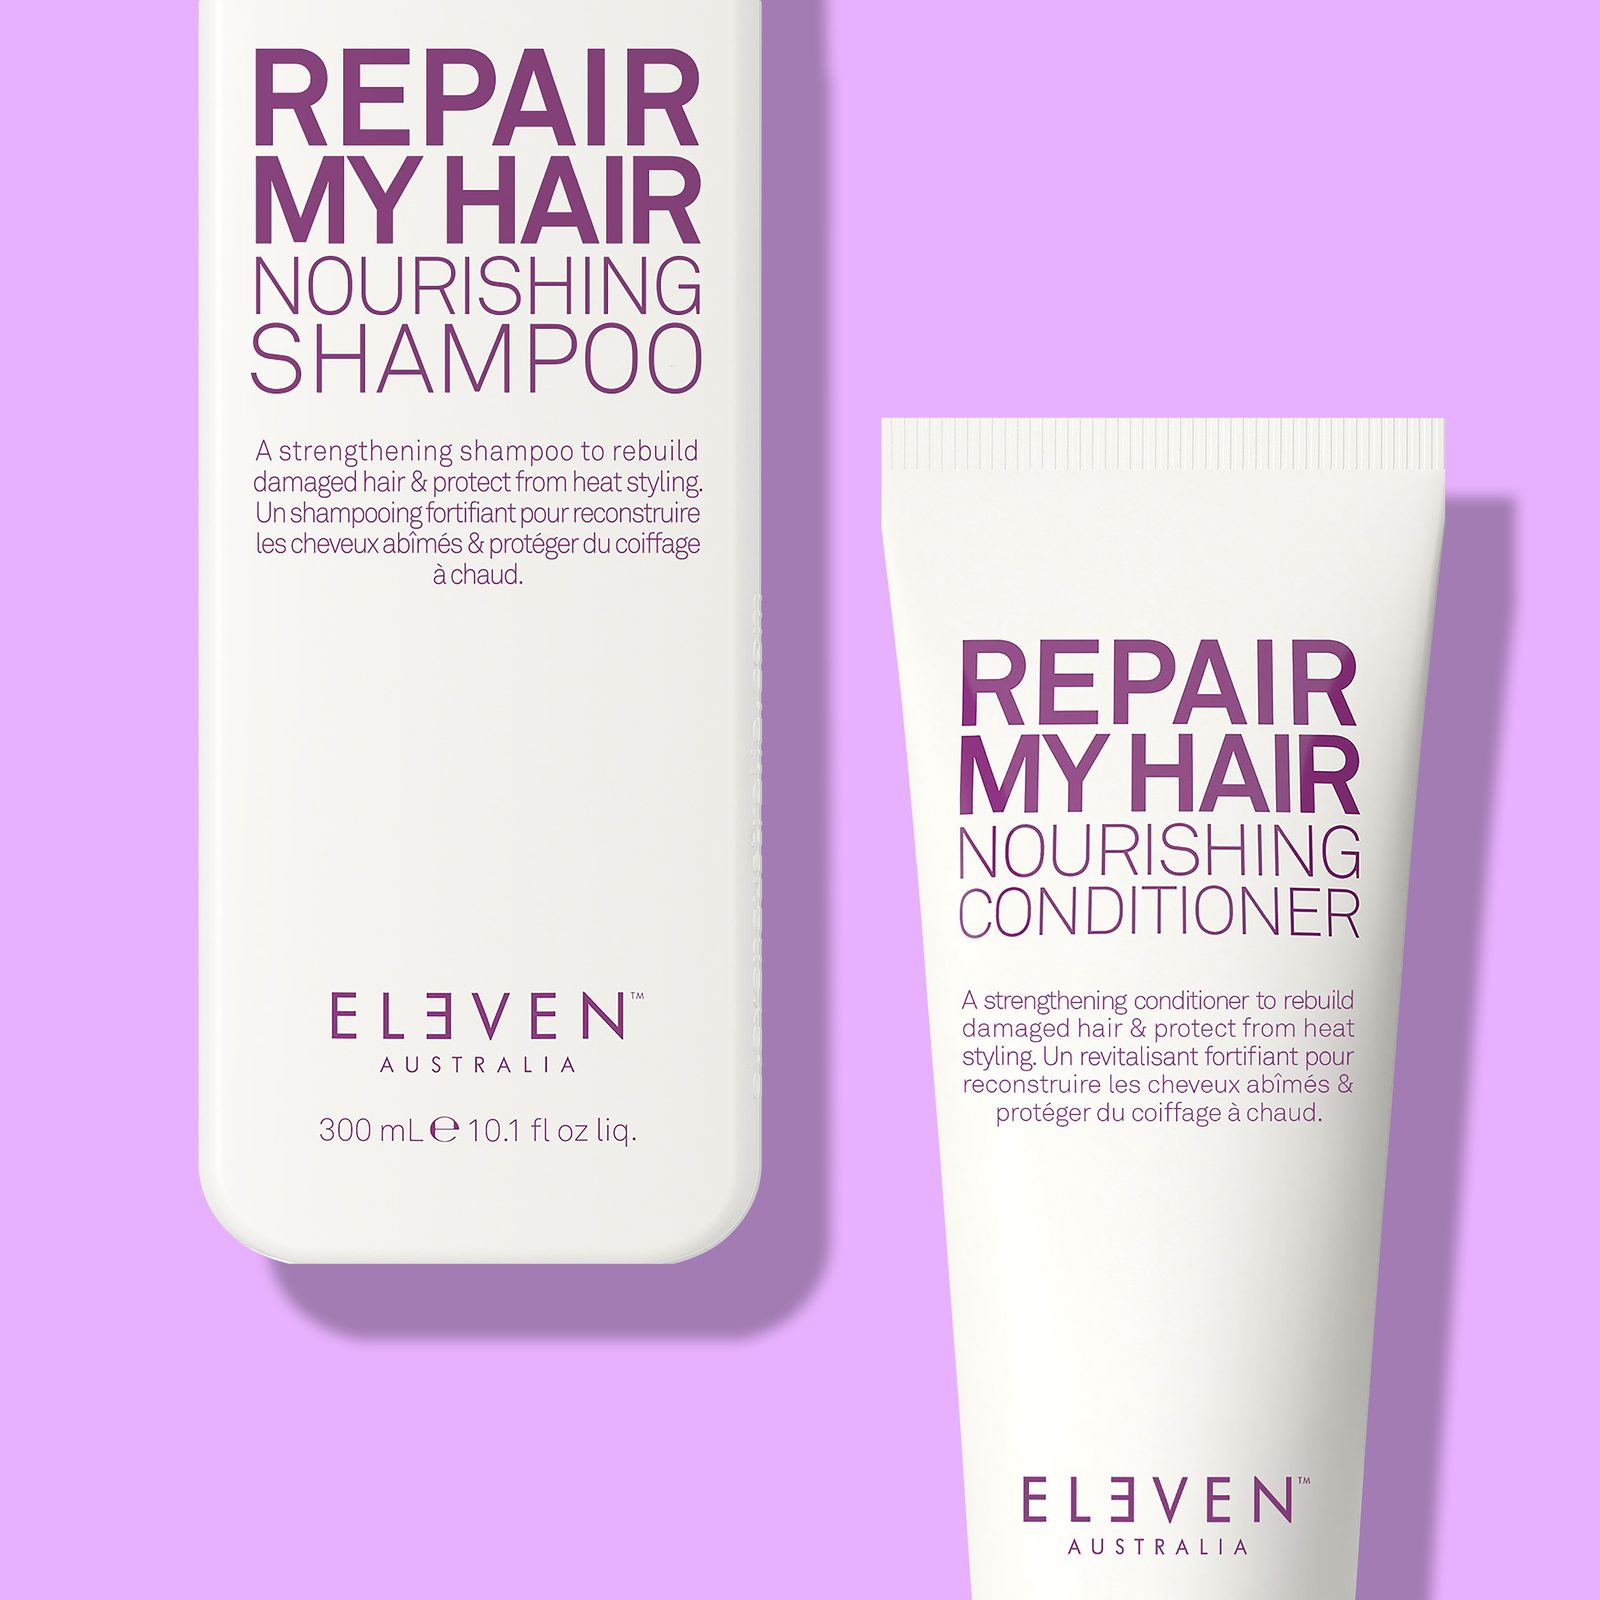 REPAIR
MY HAIR
NOURISHING
SHAMPOO
A strengthening shampoo to rebuild
damaged hair & protect from heat styling.
Un shampooing fortifiant pour reconstruire
les cheveux abîmés & protéger du coiffage
à chaud.
ELEVEN™
AUSTRALIA
300 mL ℮ 10.1 fl oz liq.
REPAIR
MY HAIR
NOURISHING
CONDITIONER
A strengthening conditioner to rebuild
damaged hair & protect from heat
styling. Un revitalisant fortifiant pour
reconstruire les cheveux abîmés &
protéger du coiffage à chaud.
ELEVEN™
AUSTRALIA